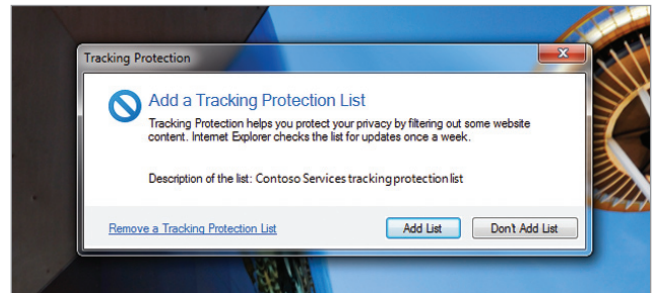 Tracking Protection
Add a Tracking Protection List
Tracking Protection helps you protect your privacy by filtering out some website
content. Internet Explorer checks the list for updates once a week.
Description of the list: Contoso Services tracking protection list
Remove a Tracking Protection List
Add List
Don't Add List